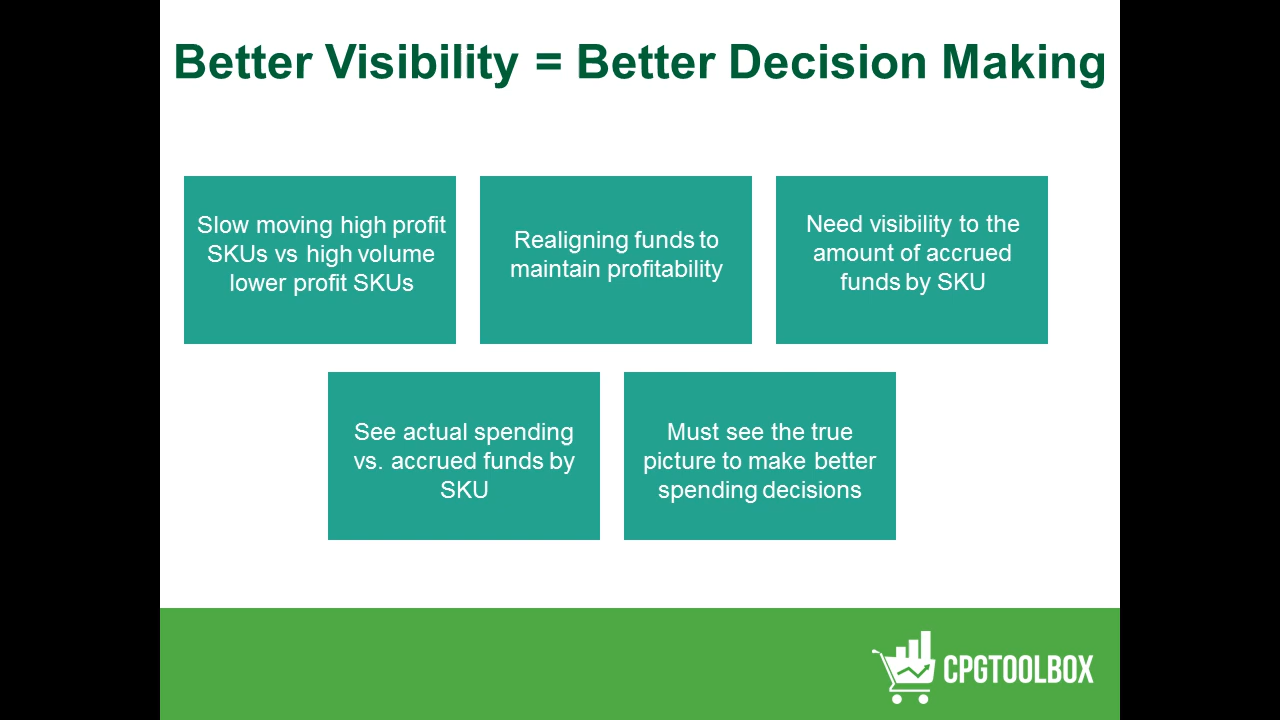 Better Visibility = Better Decision Making
Slow moving high profit
SKUs vs high volume
lower profit SKUs
Realigning funds to
maintain profitability
Need visibility to the
amount of accrued
funds by SKU
See actual spending
vs. accrued funds by
SKU
Must see the true
picture to make better
spending decisions
CPGTOOLBOX